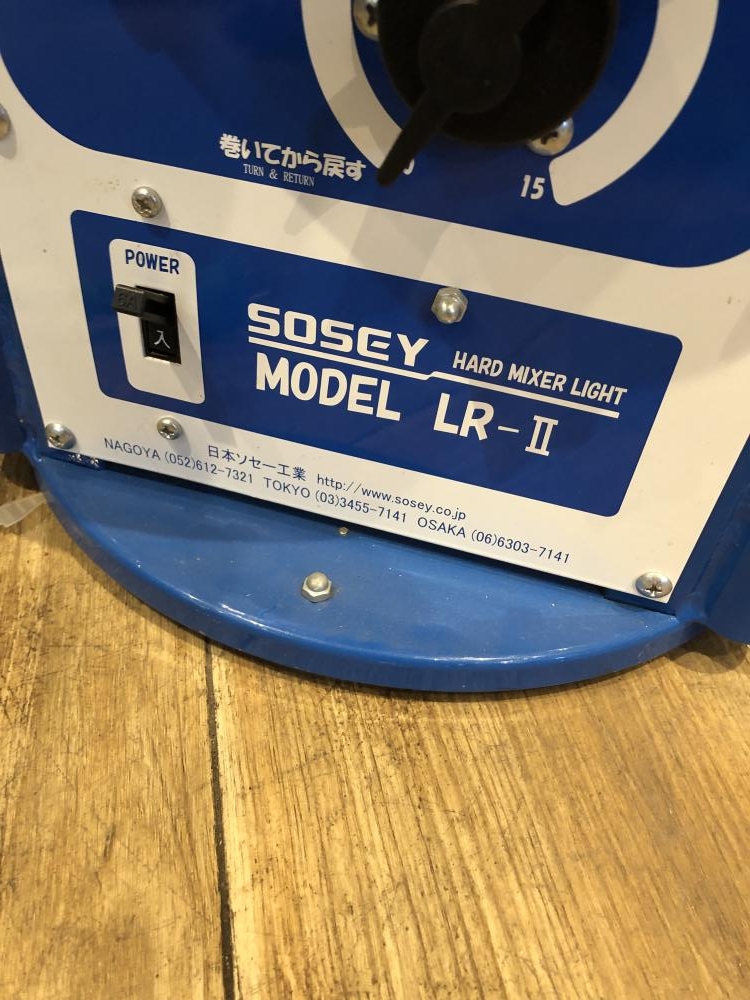 巻いてから戻す
TURN & RETURN
15
POWER
6A
入
SOSEY
HARD MIXER LIGHT
MODEL LR-Ⅱ
日本ソセー工業 http://www.sosey.co.jp
NAGOYA (052)612-7321 TOKYO (03)3455-7141 OSAKA (06)6303-7141